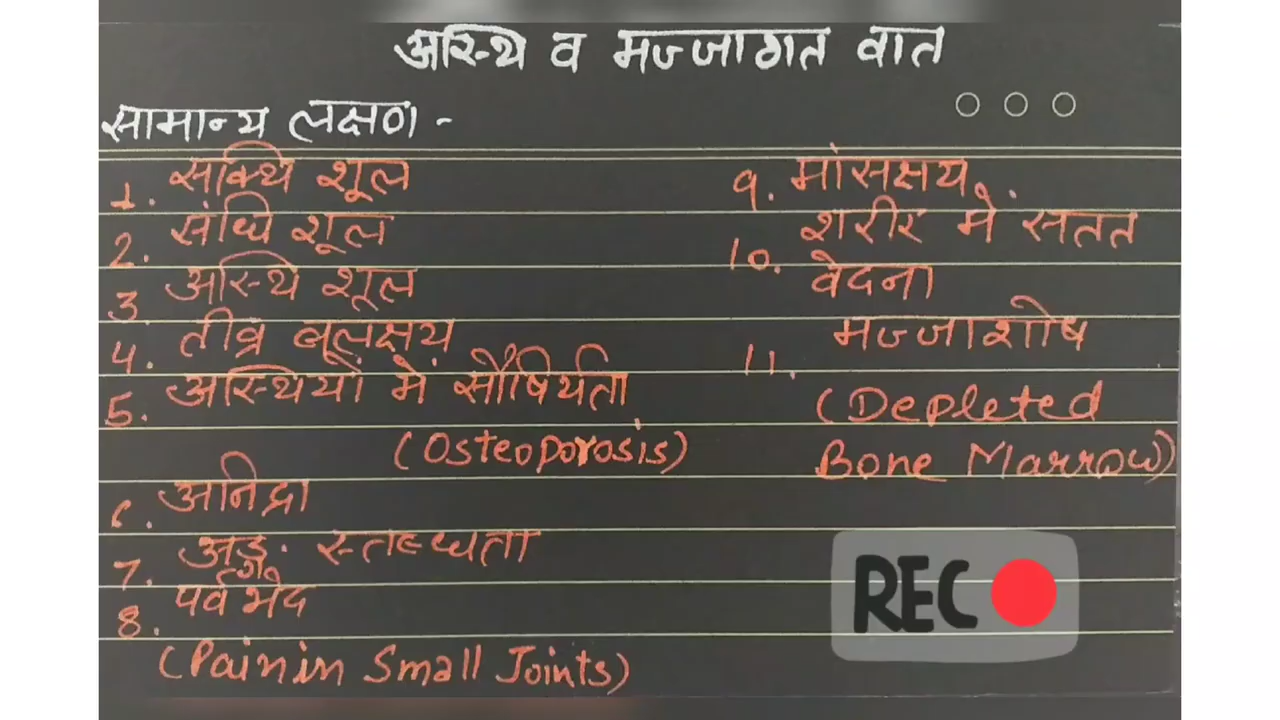 अस्थि व मज्जागत वात
सामान्य लक्षण -
1. सक्थि शूल
2. संधि शूल
3 अस्थि शूल
4. तीव्र बलक्षय
5. अस्थियों में सौषिर्यता
(Osteoporosis)
6. अनिद्रा
7. अङ्ग. स्तब्धता
8. पर्व भेद
(Pain in Small Joints)
9. मांसक्षय.
10. शरीर में सतत
वेदना
11. मज्जाशोष
(Depleted
Bone Marrow)
REC